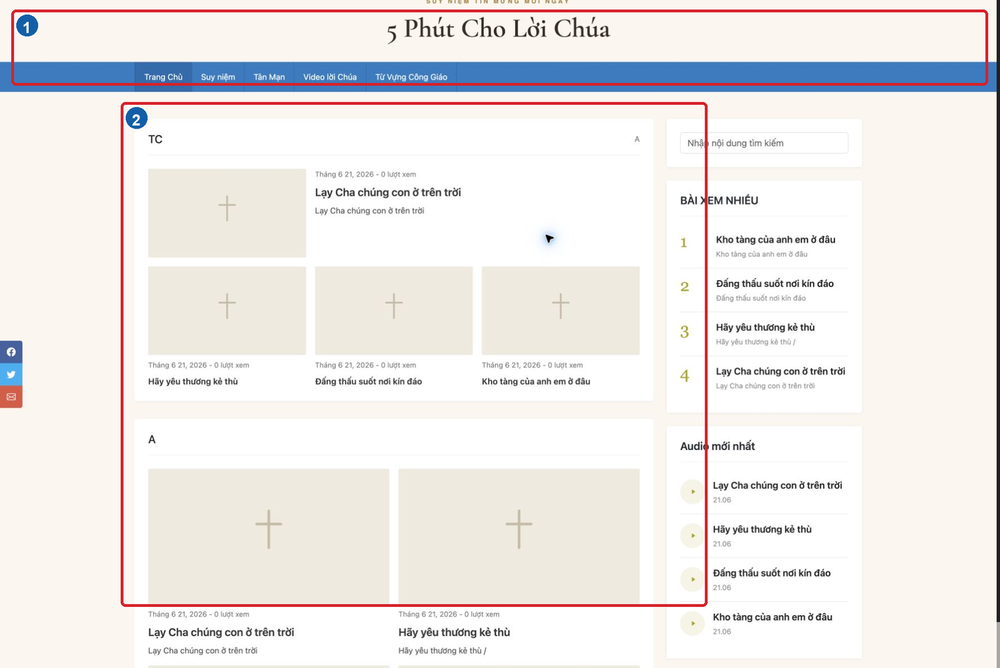 SUY NIỆM TIN MỪNG MỖI NGÀY
1
5 Phút Cho Lời Chúa
Trang Chủ
Suy niệm
Tản Mạn
Video lời Chúa
Từ Vựng Công Giáo
2
TC
A
Tháng 6 21, 2026 - 0 lượt xem
Lạy Cha chúng con ở trên trời
Lạy Cha chúng con ở trên trời
Tháng 6 21, 2026 - 0 lượt xem
Hãy yêu thương kẻ thù
Tháng 6 21, 2026 - 0 lượt xem
Đấng thấu suốt nơi kín đáo
Tháng 6 21, 2026 - 0 lượt xem
Kho tàng của anh em ở đâu
A
Tháng 6 21, 2026 - 0 lượt xem
Lạy Cha chúng con ở trên trời
Lạy Cha chúng con ở trên trời
Tháng 6 21, 2026 - 0 lượt xem
Hãy yêu thương kẻ thù
Hãy yêu thương kẻ thù /
Nhập nội dung tìm kiếm
BÀI XEM NHIỀU
1
Kho tàng của anh em ở đâu
Kho tàng của anh em ở đâu
2
Đấng thấu suốt nơi kín đáo
Đấng thấu suốt nơi kín đáo
3
Hãy yêu thương kẻ thù
Hãy yêu thương kẻ thù /
4
Lạy Cha chúng con ở trên trời
Lạy Cha chúng con ở trên trời
Audio mới nhất
Lạy Cha chúng con ở trên trời
21.06
Hãy yêu thương kẻ thù
21.06
Đấng thấu suốt nơi kín đáo
21.06
Kho tàng của anh em ở đâu
21.06